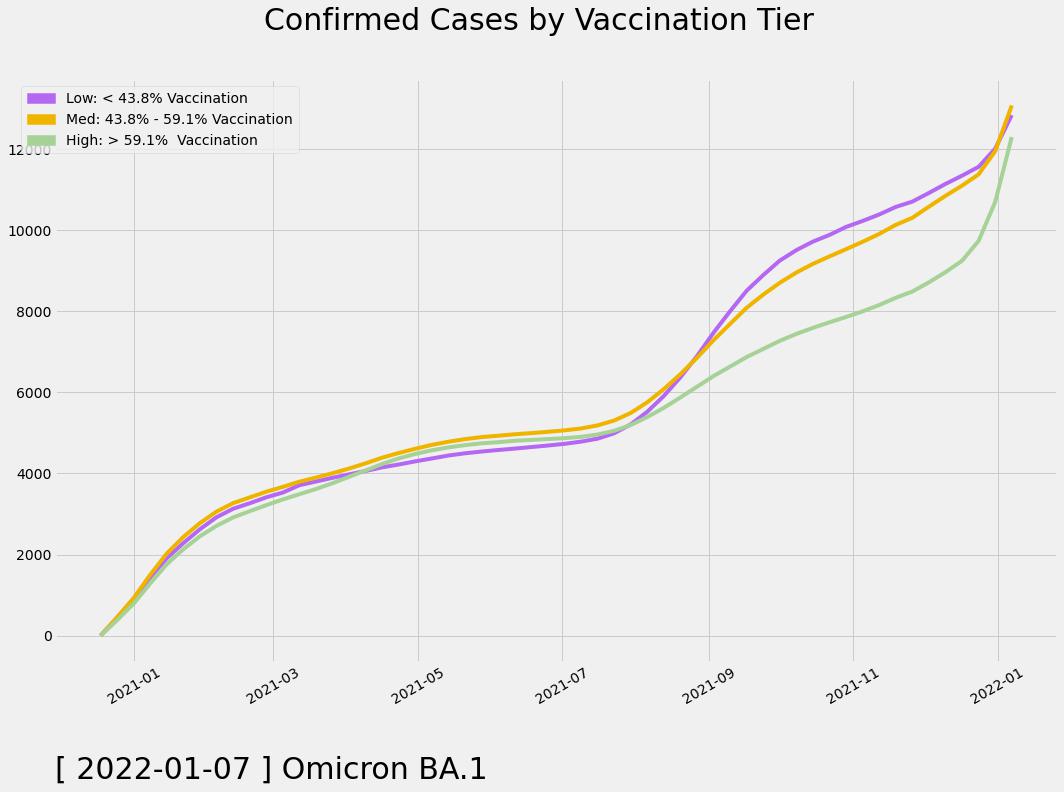 Confirmed Cases by Vaccination Tier
Low: < 43.8% Vaccination
Med: 43.8% - 59.1% Vaccination
High: > 59.1%  Vaccination
12000
10000
8000
6000
4000
2000
0
2021-01
2021-03
2021-05
2021-07
2021-09
2021-11
2022-01
[ 2022-01-07 ] Omicron BA.1